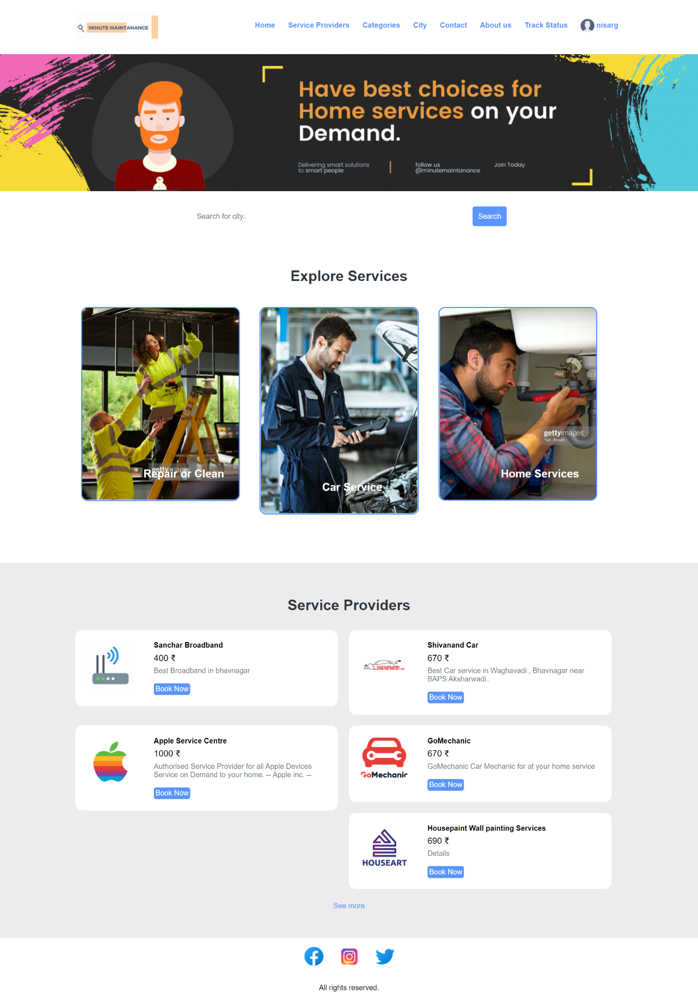 MINUTE MAINTANANCE
Home Service Providers Categories City Contact About us Track Status nisarg
Have best choices for
Home services on your
Demand.
Delivering smart solutions
to smart people
follow us
@minutemaintanance
Join Today
Search for city..
Search
Explore Services
gettyimages
Repair or Clean
Car Service
gettyimages
Yuri_Arcurs
Home Services
Service Providers
Sanchar Broadband
400 ₹
Best Broadband in bhavnagar
Book Now
SHIVANAND CAR
Shivanand Car
670 ₹
Best Car service in Waghavadi , Bhavnagar near
BAPS Aksharwadi..
Book Now
Apple Service Centre
1000 ₹
Authorised Service Provider for all Apple Devices
Service on Demand to your home. -- Apple inc. --
Book Now
GoMechanic
GoMechanic
670 ₹
GoMechanic Car Mechanic for at your home service
Book Now
HOUSEART
Housepaint Wall painting Services
690 ₹
Details
Book Now
See more
All rights reserved.